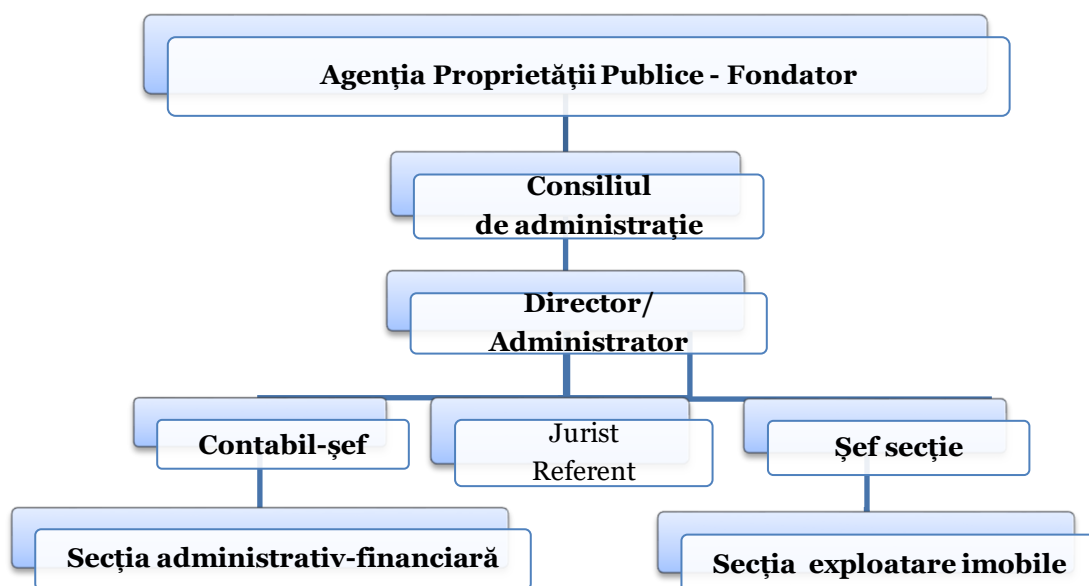 Agenția Proprietății Publice - Fondator
Consiliul
de administrație
Director/
Administrator
Contabil-șef
Jurist
Referent
Șef secție
Secția administrativ-financiară
Secția exploatare imobile